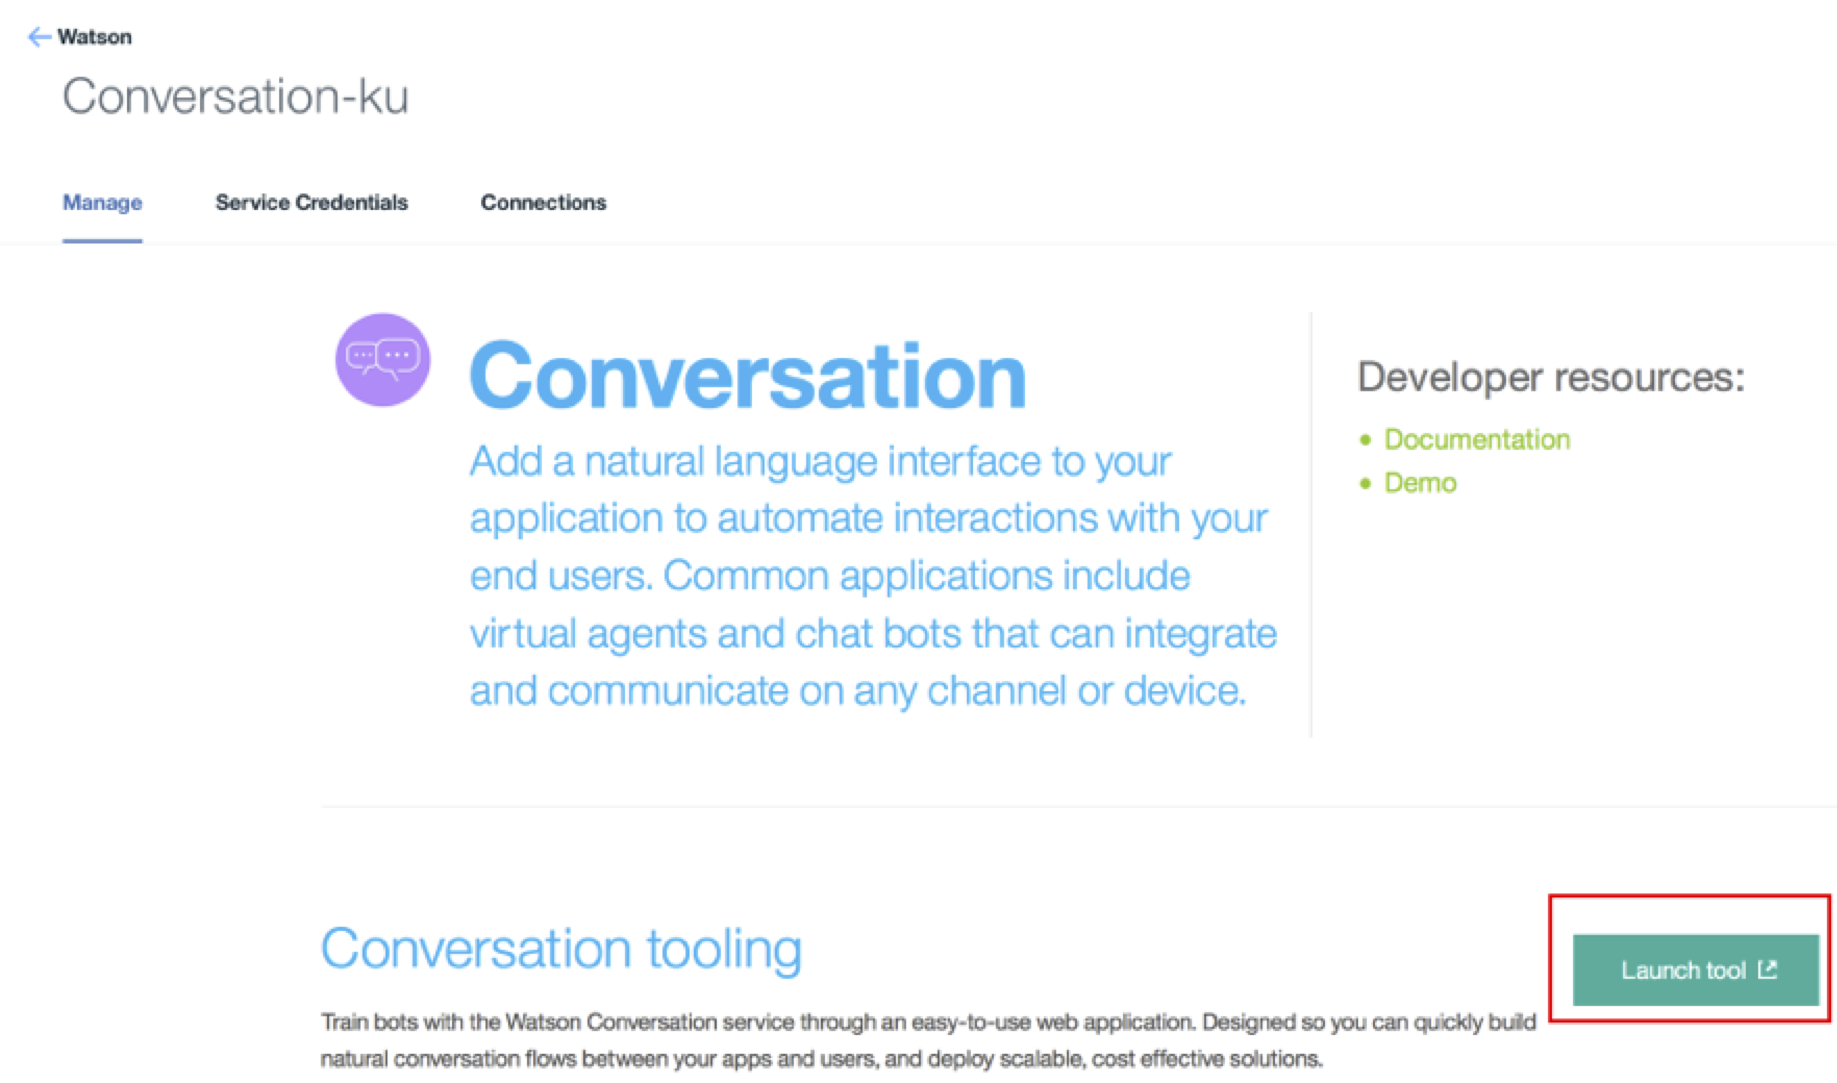 Watson
Conversation-ku
Manage Service Credentials Connections
Conversation
Add a natural language interface to your
application to automate interactions with your
end users. Common applications include
virtual agents and chat bots that can integrate
and communicate on any channel or device.
Developer resources:
Documentation
Demo
Conversation tooling
Launch tool
Train bots with the Watson Conversation service through an easy-to-use web application. Designed so you can quickly build
natural conversation flows between your apps and users, and deploy scalable, cost effective solutions.